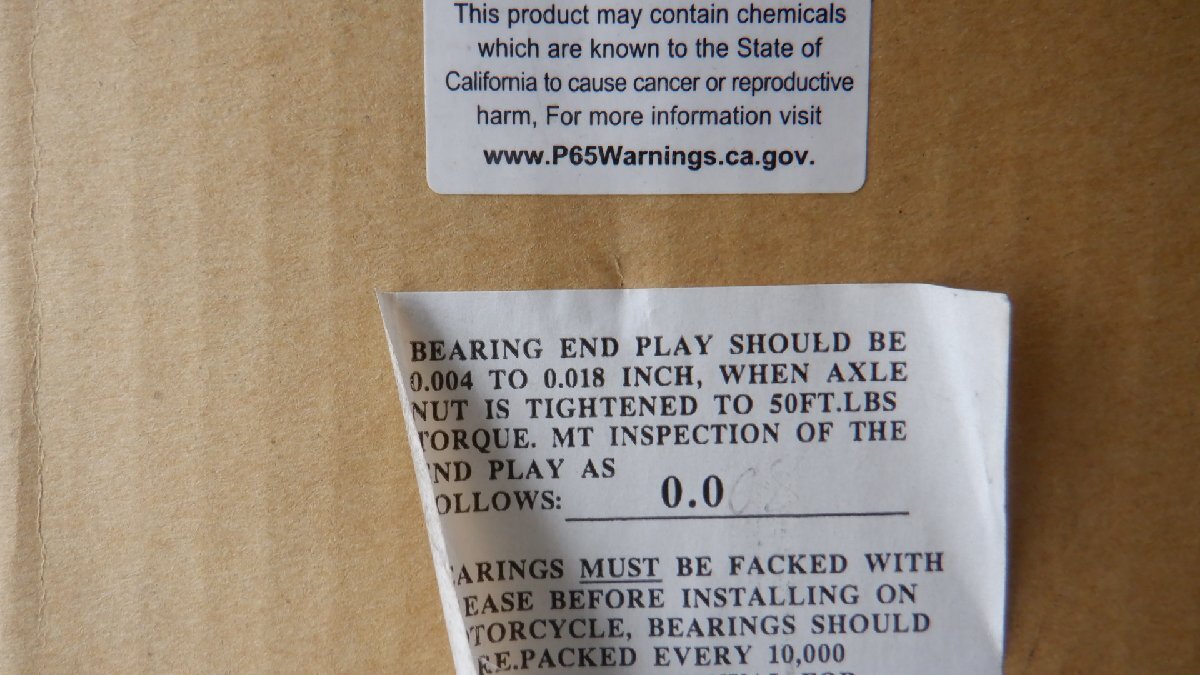 This product may contain chemicals
which are known to the State of
California to cause cancer or reproductive
harm, For more information visit
www.P65Warnings.ca.gov.
BEARING END PLAY SHOULD BE
0.004 TO 0.018 INCH, WHEN AXLE
NUT IS TIGHTENED TO 50FT.LBS
TORQUE. MT INSPECTION OF THE
ND PLAY AS
OLLOWS: 0.0
ARINGS MUST BE FACKED WITH
EASE BEFORE INSTALLING ON
TORCYCLE, BEARINGS SHOULD
RE.PACKED EVERY 10,000